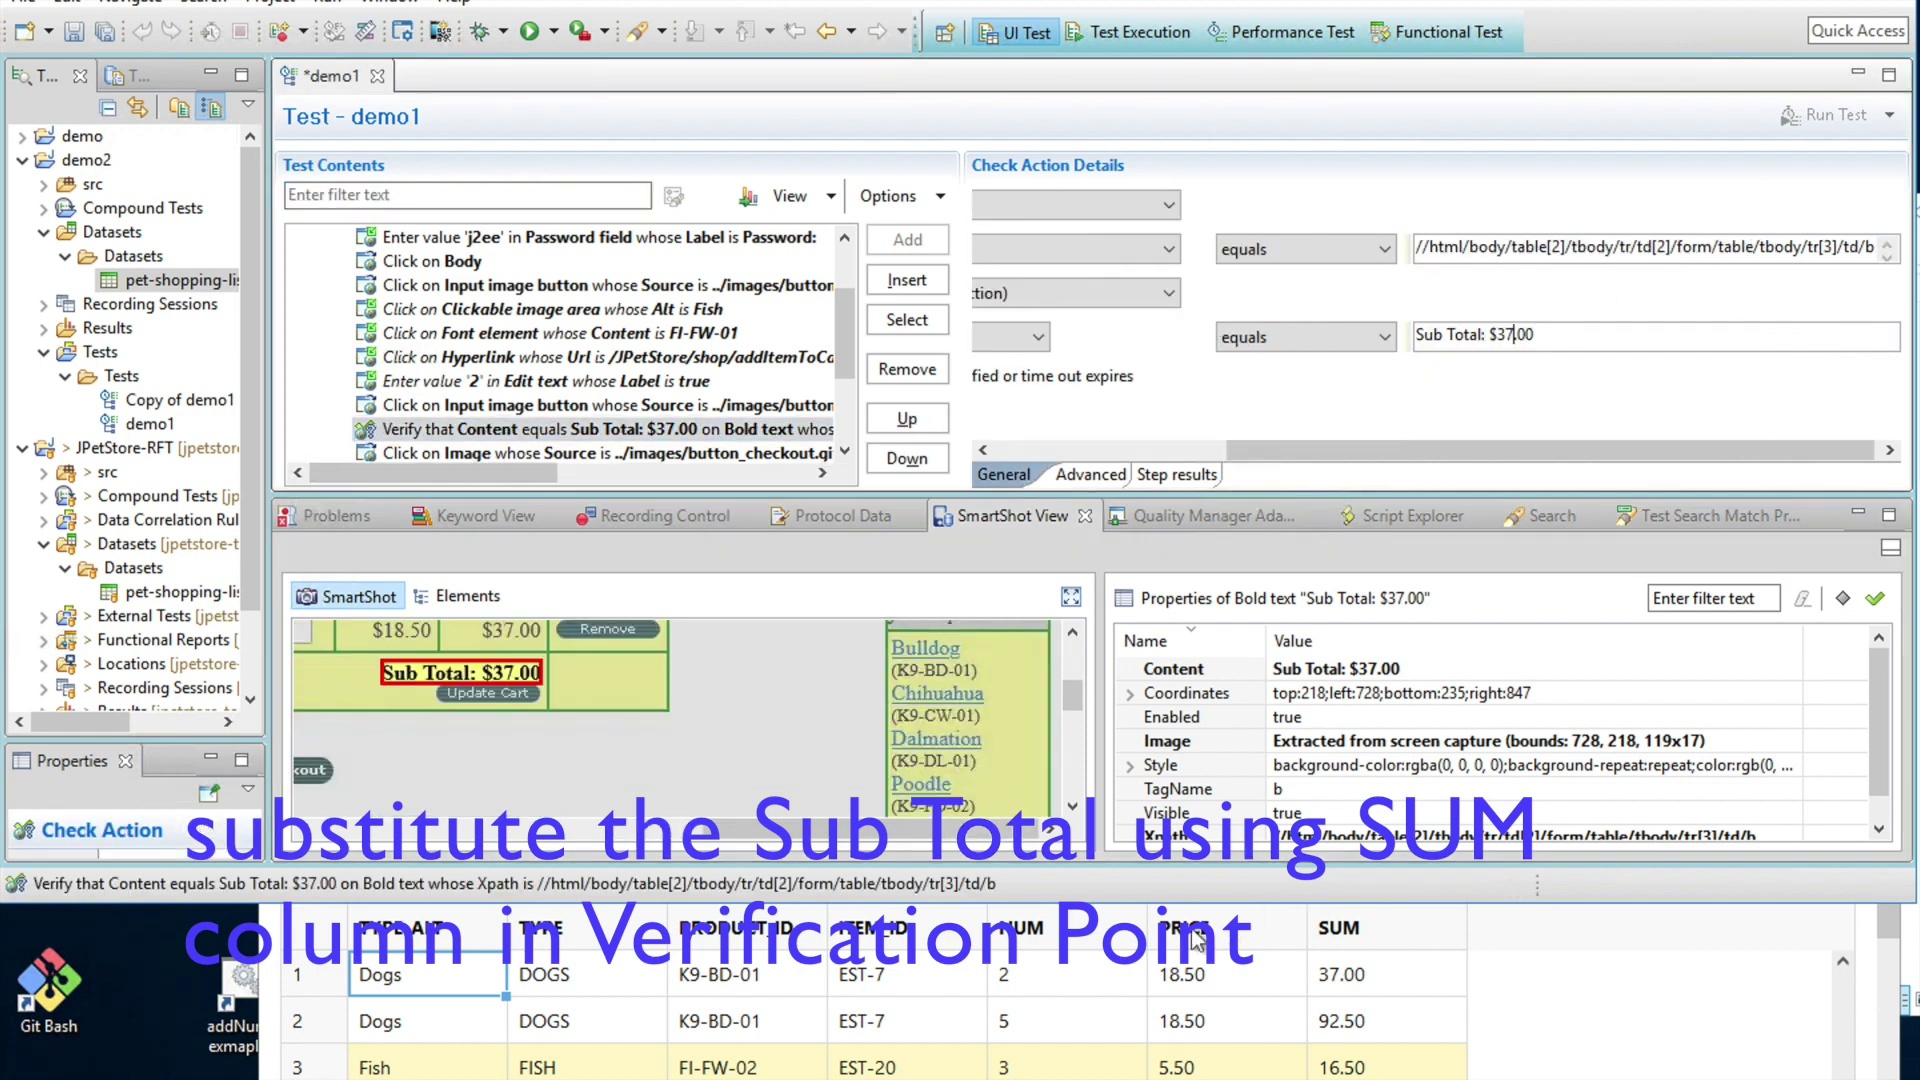 UI Test
Test Execution
Performance Test
Functional Test
Quick Access
T...
T...
demo
demo2
src
Compound Tests
Datasets
Datasets
pet-shopping-li
Recording Sessions
Results
Tests
Tests
Copy of demo1
demo1
> JPetStore-RFT [jpetstore
> src
> Compound Tests [jp
> Data Correlation Rul
> Datasets [jpetstore-t
Datasets
pet-shopping-li
> External Tests [jpetst
> Functional Reports (
> Locations [jpetstore-
> Recording Sessions
*demo1
Test - demo1
Run Test
Test Contents
Enter filter text
View
Options
Enter value 'j2ee' in Password field whose Label is Password:
Click on Body
Click on Input image button whose Source is ../images/button
Click on Clickable image area whose Alt is Fish
Click on Font element whose Content is FI-FW-01
Click on Hyperlink whose Url is /JPetStore/shop/addItemToCa
Enter value '2' in Edit text whose Label is true
Click on Input image button whose Source is ../images/button
Verify that Content equals Sub Total: $37.00 on Bold text whos
Click on Image whose Source is ../images/button_checkout.gi
Add
Insert
Select
Remove
Up
Down
Check Action Details
equals
//html/body/table[2]/tbody/tr/td[2]/form/table/tbody/tr[3]/td/b
tion)
equals
Sub Total: $37.00
fied or time out expires
General
Advanced
Step results
Problems
Keyword View
Recording Control
Protocol Data
SmartShot View
Quality Manager Ada...
Script Explorer
Search
Test Search Match Pr...
SmartShot
Elements
$18.50
$37.00
Remove
Sub Total: $37.00
Update Cart
kout
Bulldog
(K9-BD-01)
Chihuahua
(K9-CW-01)
Dalmation
(K9-DL-01)
Poodle
Properties of Bold text "Sub Total: $37.00"
Enter filter text
Name
Value
Content
Sub Total: $37.00
Coordinates
top:218;left:728;bottom:235;right:847
Enabled
true
Image
Extracted from screen capture (bounds: 728, 218, 119x17)
Style
background-color:rgba(0, 0, 0, 0);background-repeat:repeat;color:rgb(0, ...
TagName
b
Visible
true
Properties
Check Action
substitute the Sub Total using SUM
column in Verification Point
Verify that Content equals Sub Total: $37.00 on Bold text whose Xpath is //html/body/table[2]/tbody/tr/td[2]/form/table/tbody/tr[3]/td/b
TYPE
NUM
PRICE
SUM
1
Dogs
DOGS
K9-BD-01
EST-7
2
18.50
37.00
2
Dogs
DOGS
K9-BD-01
EST-7
5
18.50
92.50
3
Fish
FISH
FI-FW-02
EST-20
3
5.50
16.50
Git Bash
addNu
exmapl